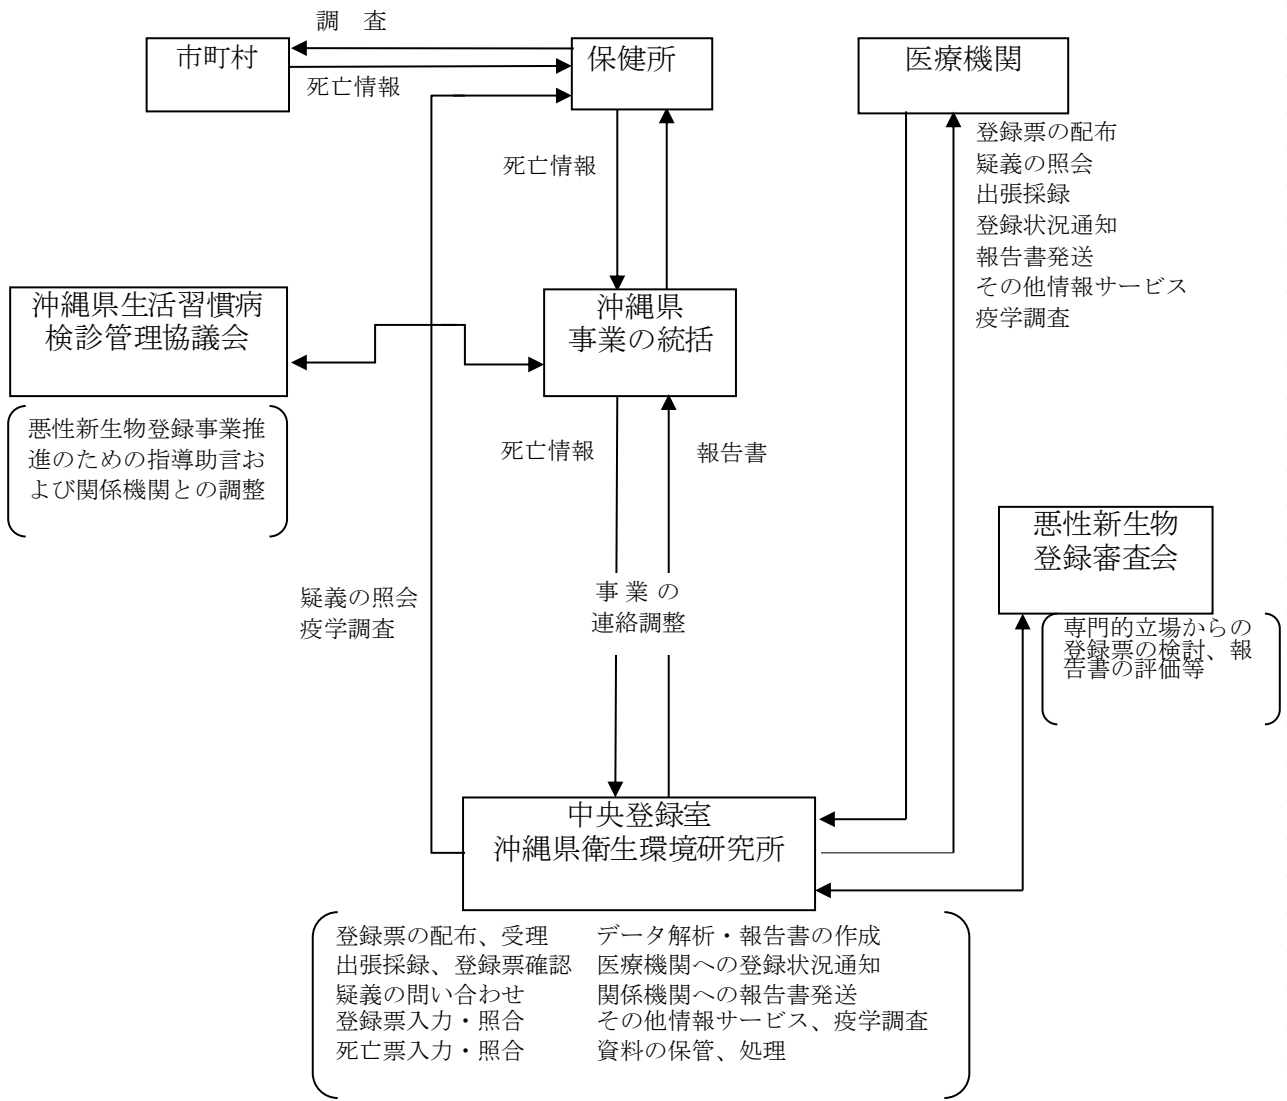 調　査
市町村
保健所
医療機関
死亡情報
死亡情報
登録票の配布
疑義の照会
出張採録
登録状況通知
報告書発送
その他情報サービス
疫学調査
沖縄県生活習慣病
検診管理協議会
沖縄県
事業の統括
悪性新生物登録事業推
進のための指導助言お
よび関係機関との調整
死亡情報
報告書
悪性新生物
登録審査会
専門的立場からの
登録票の検討、報
告書の評価等
疑義の照会
疫学調査
事 業 の
連絡調整
中央登録室
沖縄県衛生環境研究所
登録票の配布、受理
出張採録、登録票確認
疑義の問い合わせ
登録票入力・照合
死亡票入力・照合
データ解析・報告書の作成
医療機関への登録状況通知
関係機関への報告書発送
その他情報サービス、疫学調査
資料の保管、処理